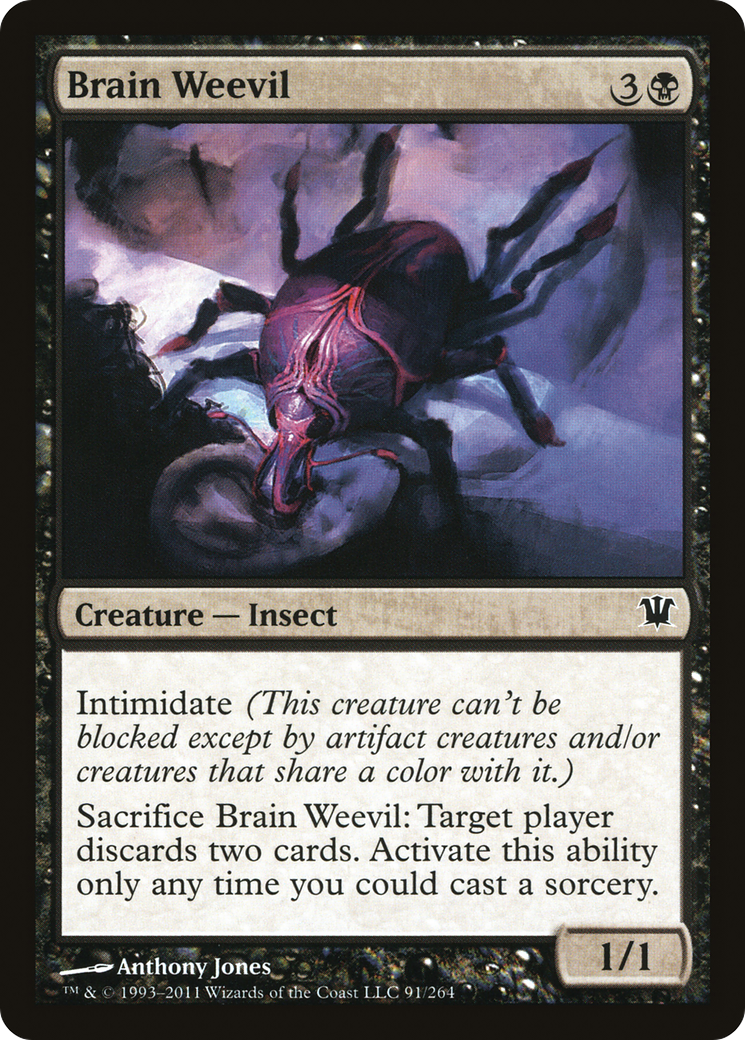 Brain Weevil 3
Creature — Insect
Intimidate (This creature can't be
blocked except by artifact creatures and/or
creatures that share a color with it.)
Sacrifice Brain Weevil: Target player
discards two cards. Activate this ability
only any time you could cast a sorcery.
1/1
Anthony Jones
™ & © 1993–2011 Wizards of the Coast LLC 91/264